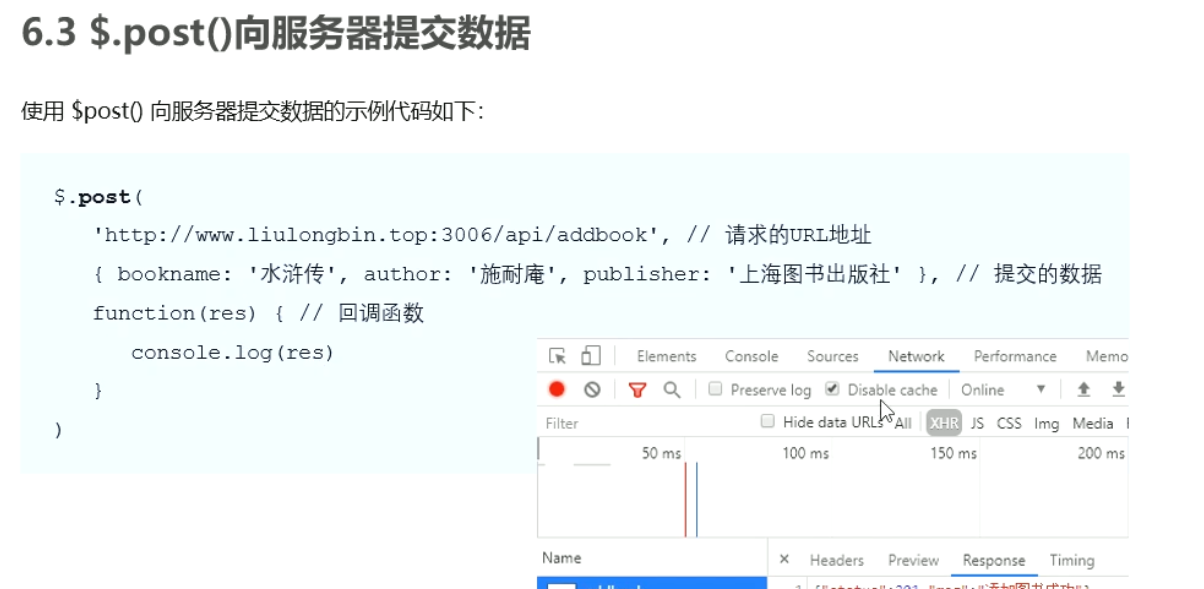 6.3 $.post()向服务器提交数据
使用 $post() 向服务器提交数据的示例代码如下:
$.post(
'http://www.liulongbin.top:3006/api/addbook', // 请求的URL地址
{ bookname: '水浒传', author: '施耐庵', publisher: '上海图书出版社' }, // 提交的数据
function(res) { // 回调函数
console.log(res)
}
)
Elements Console Sources Network Performance Memo
Preserve log Disable cache Online
Filter Hide data URLs All XHR JS CSS Img Media
50 ms 100 ms 150 ms 200 ms
Name × Headers Preview Response Timing